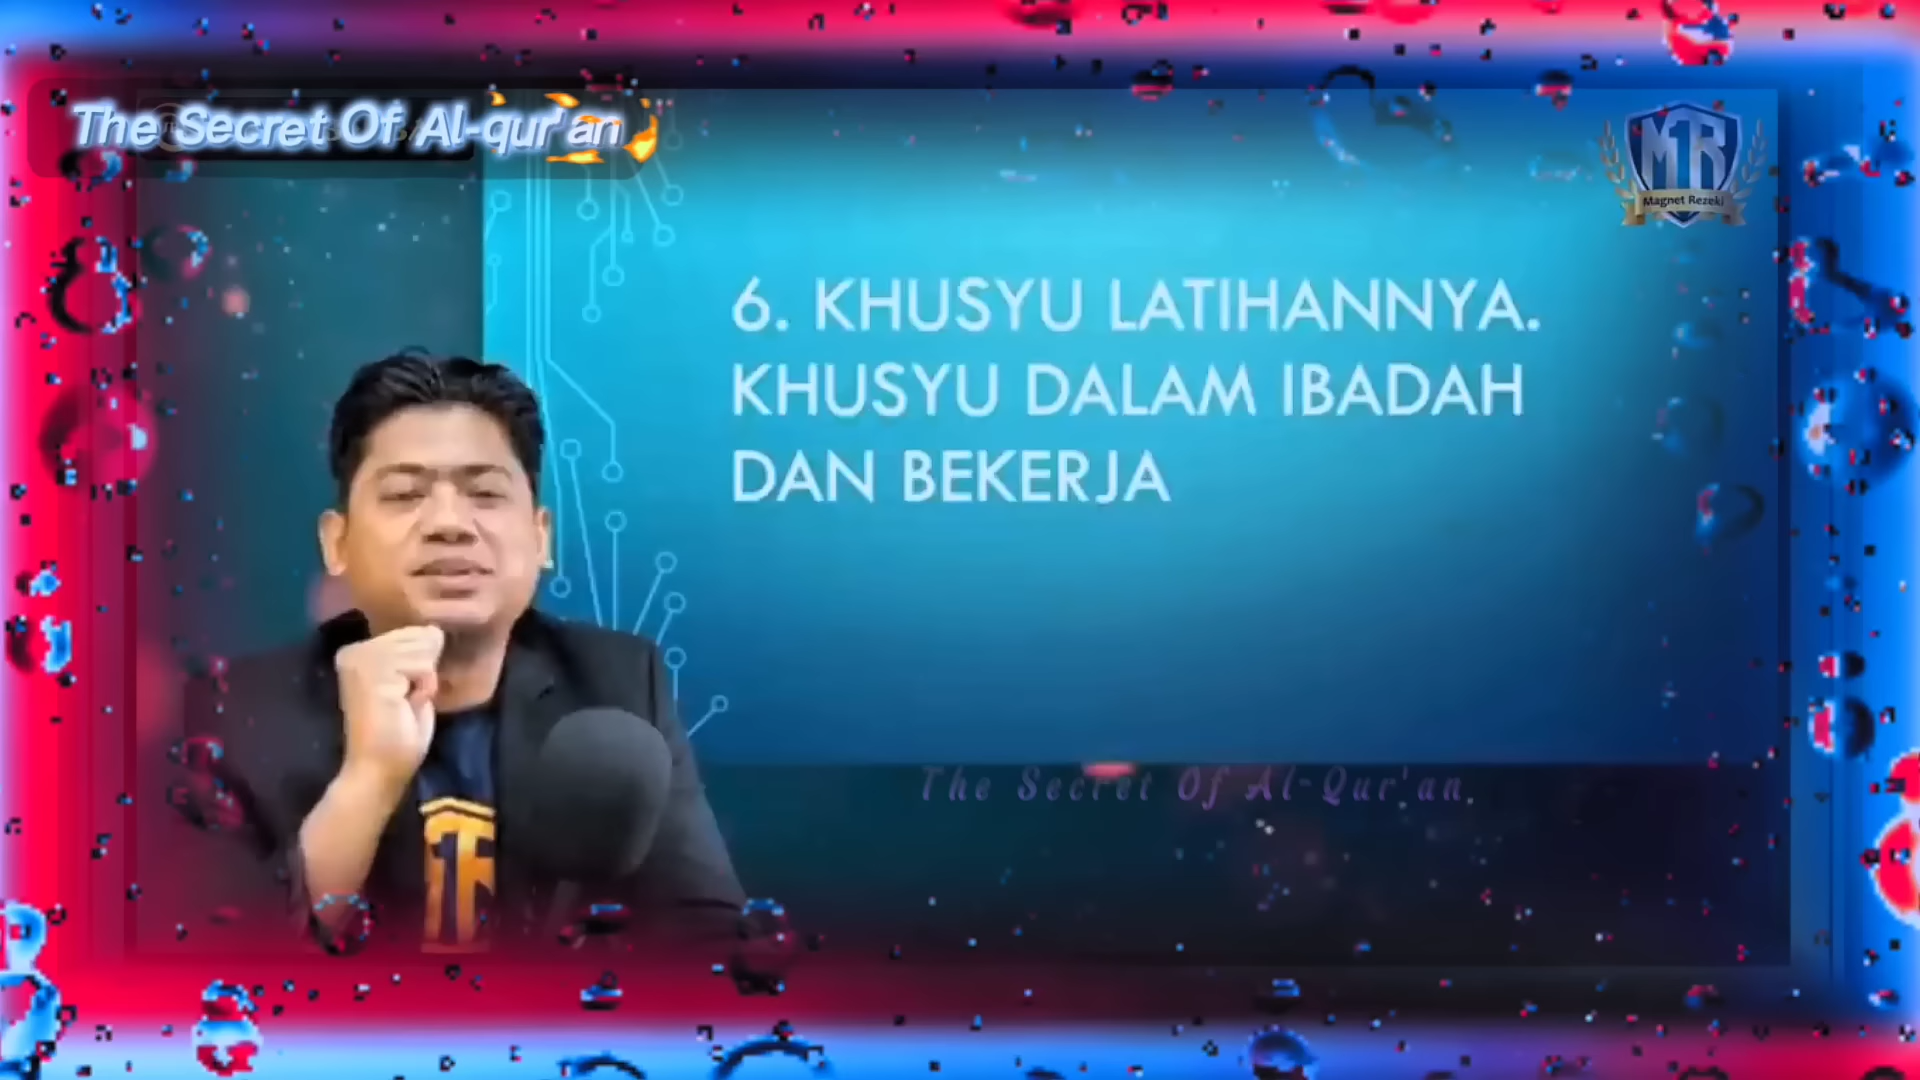 The Secret Of Al-qur'an
M1R
Magnet Rezeki
6. KHUSYU LATIHANNYA.
KHUSYU DALAM IBADAH
DAN BEKERJA
The Secret Of Al-Qur'an